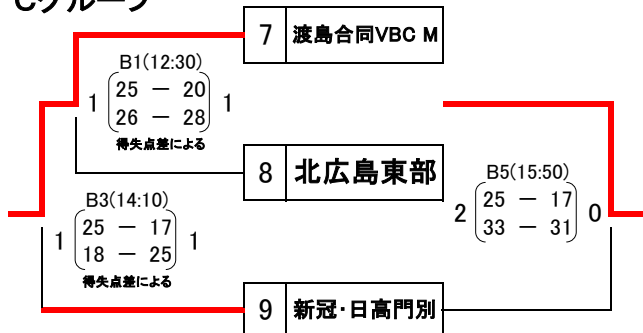 Cグループ
7 渡島合同VBC M
B1(12:30)
1 25 － 20 1
26 － 28
得失点差による
8 北広島東部
B5(15:50)
2 25 － 17 0
33 － 31
B3(14:10)
1 25 － 17 1
18 － 25
得失点差による
9 新冠・日高門別